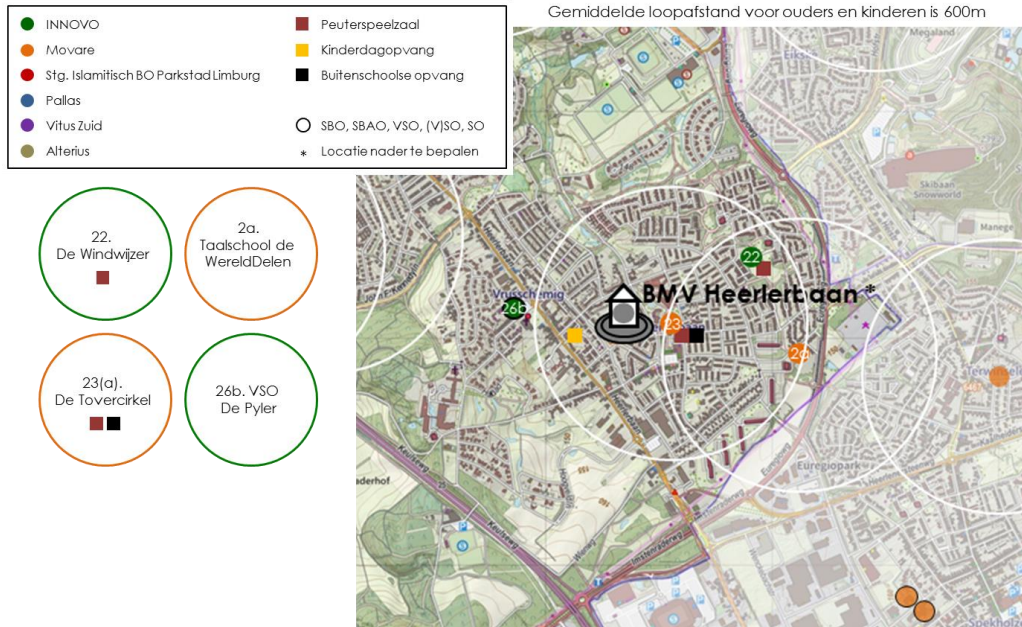 Gemiddelde loopafstand voor ouders en kinderen is 600m
INNOVO
Movare
Stg. Islamitisch BO Parkstad Limburg
Pallas
Vitus Zuid
Alterius
Peuterspeelzaal
Kinderdagopvang
Buitenschoolse opvang
SBO, SBAO, VSO, (V)SO, SO
* Locatie nader te bepalen
22.
De Windwijzer
2a.
Taalschool de
WereldDelen
23(a).
De Tovercirkel
26b. VSO
De Pyler
Megaland
Skibaan
Snowworld
Manege
22
Vrusschemig
BMV Heerlerbaan *
26b
23
2a
Euregiopark
Keulseweg
Imstenraderweg
Euregioweg